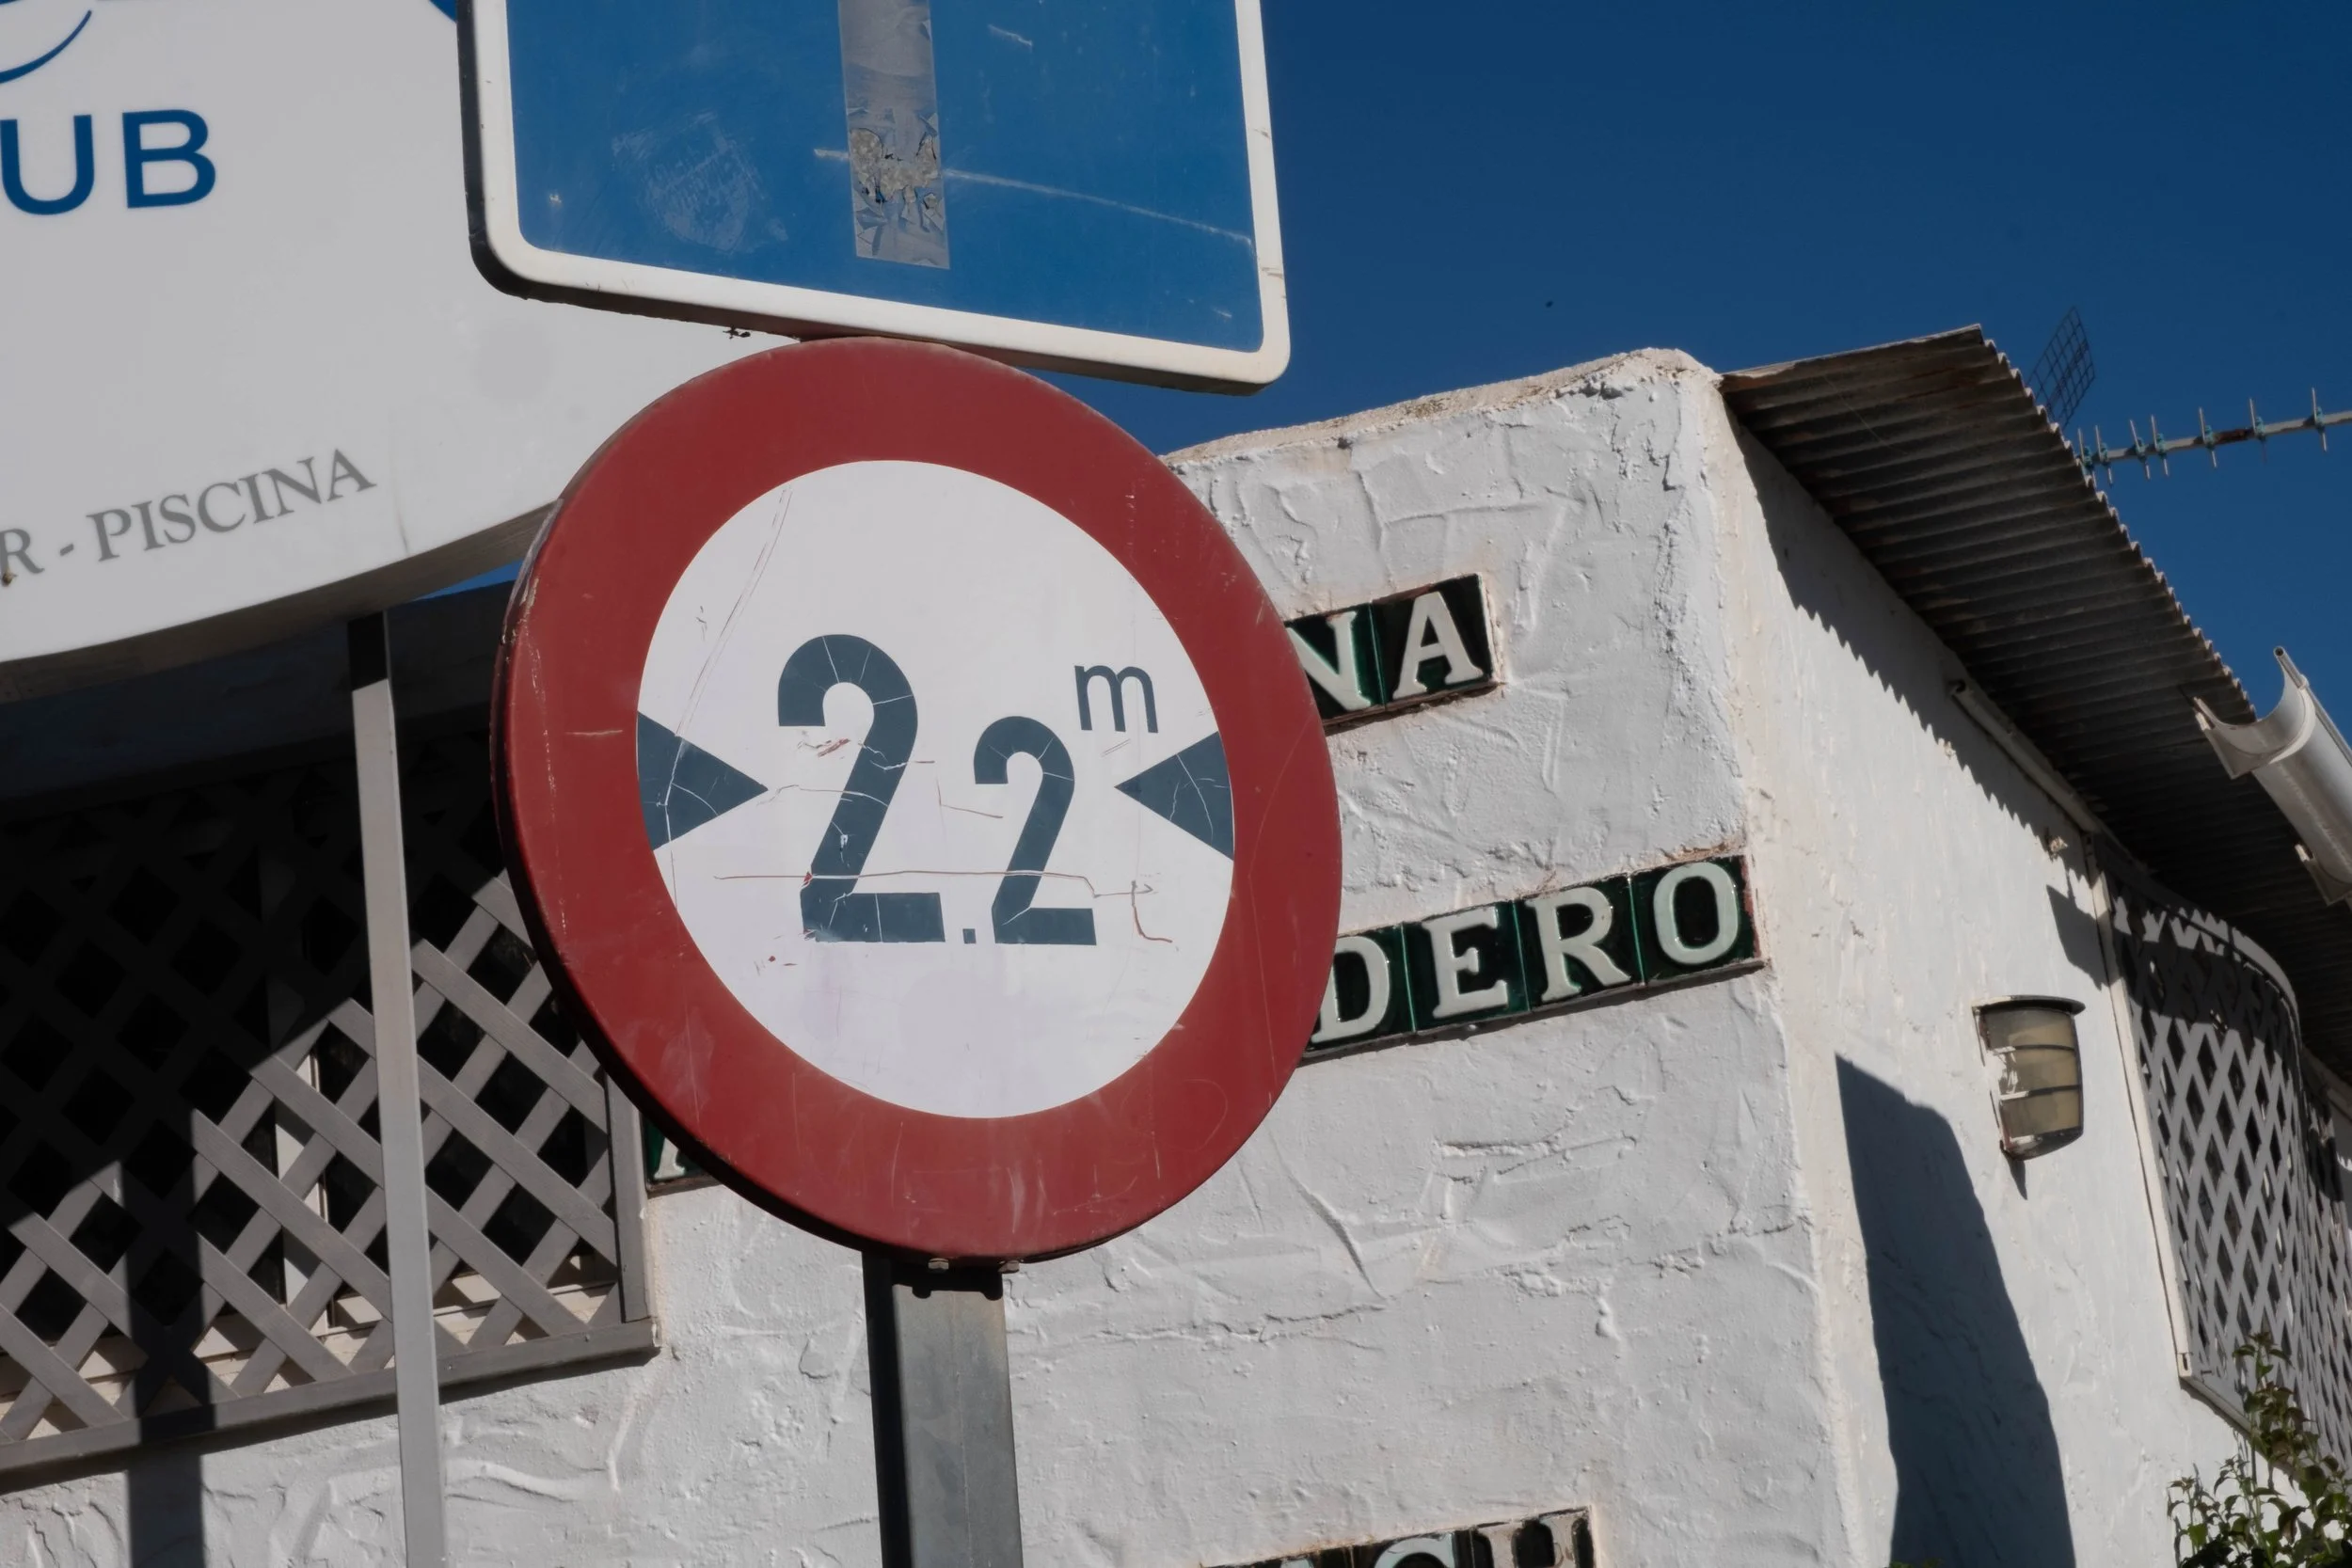 UB
R - PISCINA
2.2 m
NA
DERO